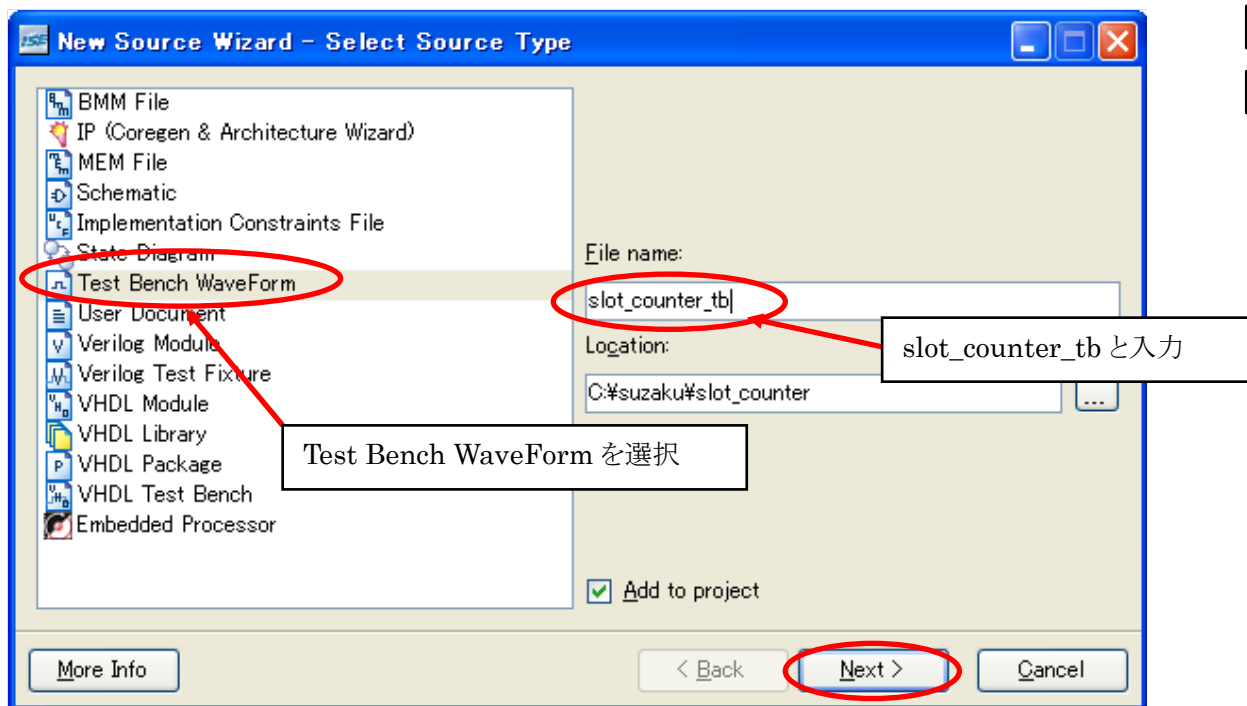 New Source Wizard - Select Source Type
BMM File
IP (Coregen & Architecture Wizard)
MEM File
Schematic
Implementation Constraints File
State Diagram
Test Bench WaveForm
User Document
Verilog Module
Verilog Test Fixture
VHDL Module
VHDL Library
VHDL Package
VHDL Test Bench
Embedded Processor
Test Bench WaveForm を選択
File name:
slot_counter_tb
slot_counter_tb と入力
Location:
C:¥suzaku¥slot_counter
...
Add to project
More Info
< Back
Next >
Cancel